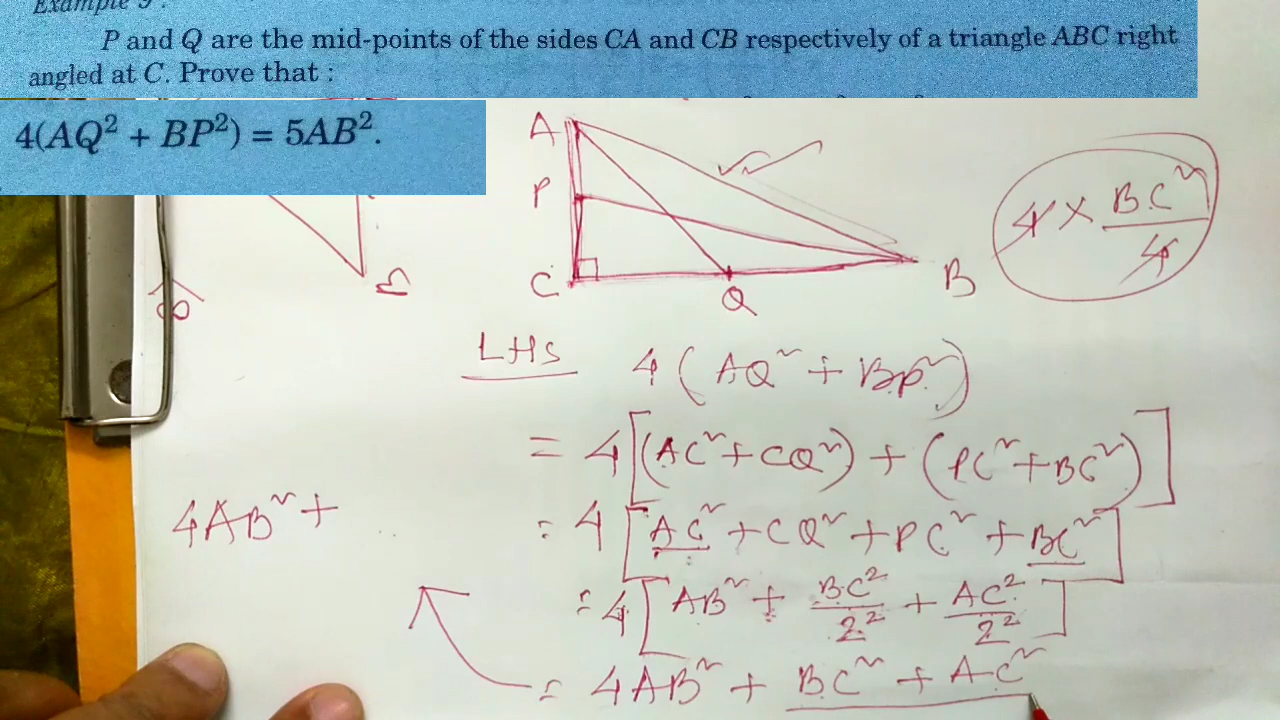 Example 9 :
P and Q are the mid-points of the sides CA and CB respectively of a triangle ABC right
angled at C. Prove that :
4(AQ² + BP²) = 5AB².
A
P
C
Q
B
B
4 × BC² / 4
LHS 4 (AQ² + BP²)
= 4[(AC² + CQ²) + (PC² + BC²)]
= 4[AC² + CQ² + PC² + BC²]
= 4[AB² + BC²/2² + AC²/2²]
= 4AB² + BC² + AC²
4AB² +